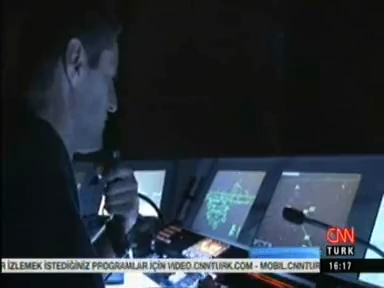 CNN
TÜRK
R İZLEMEK İSTEDİĞİNİZ PROGRAMLAR İÇİN VIDEO.CNNTURK.COM - MOBIL.CNNTUR 16:17